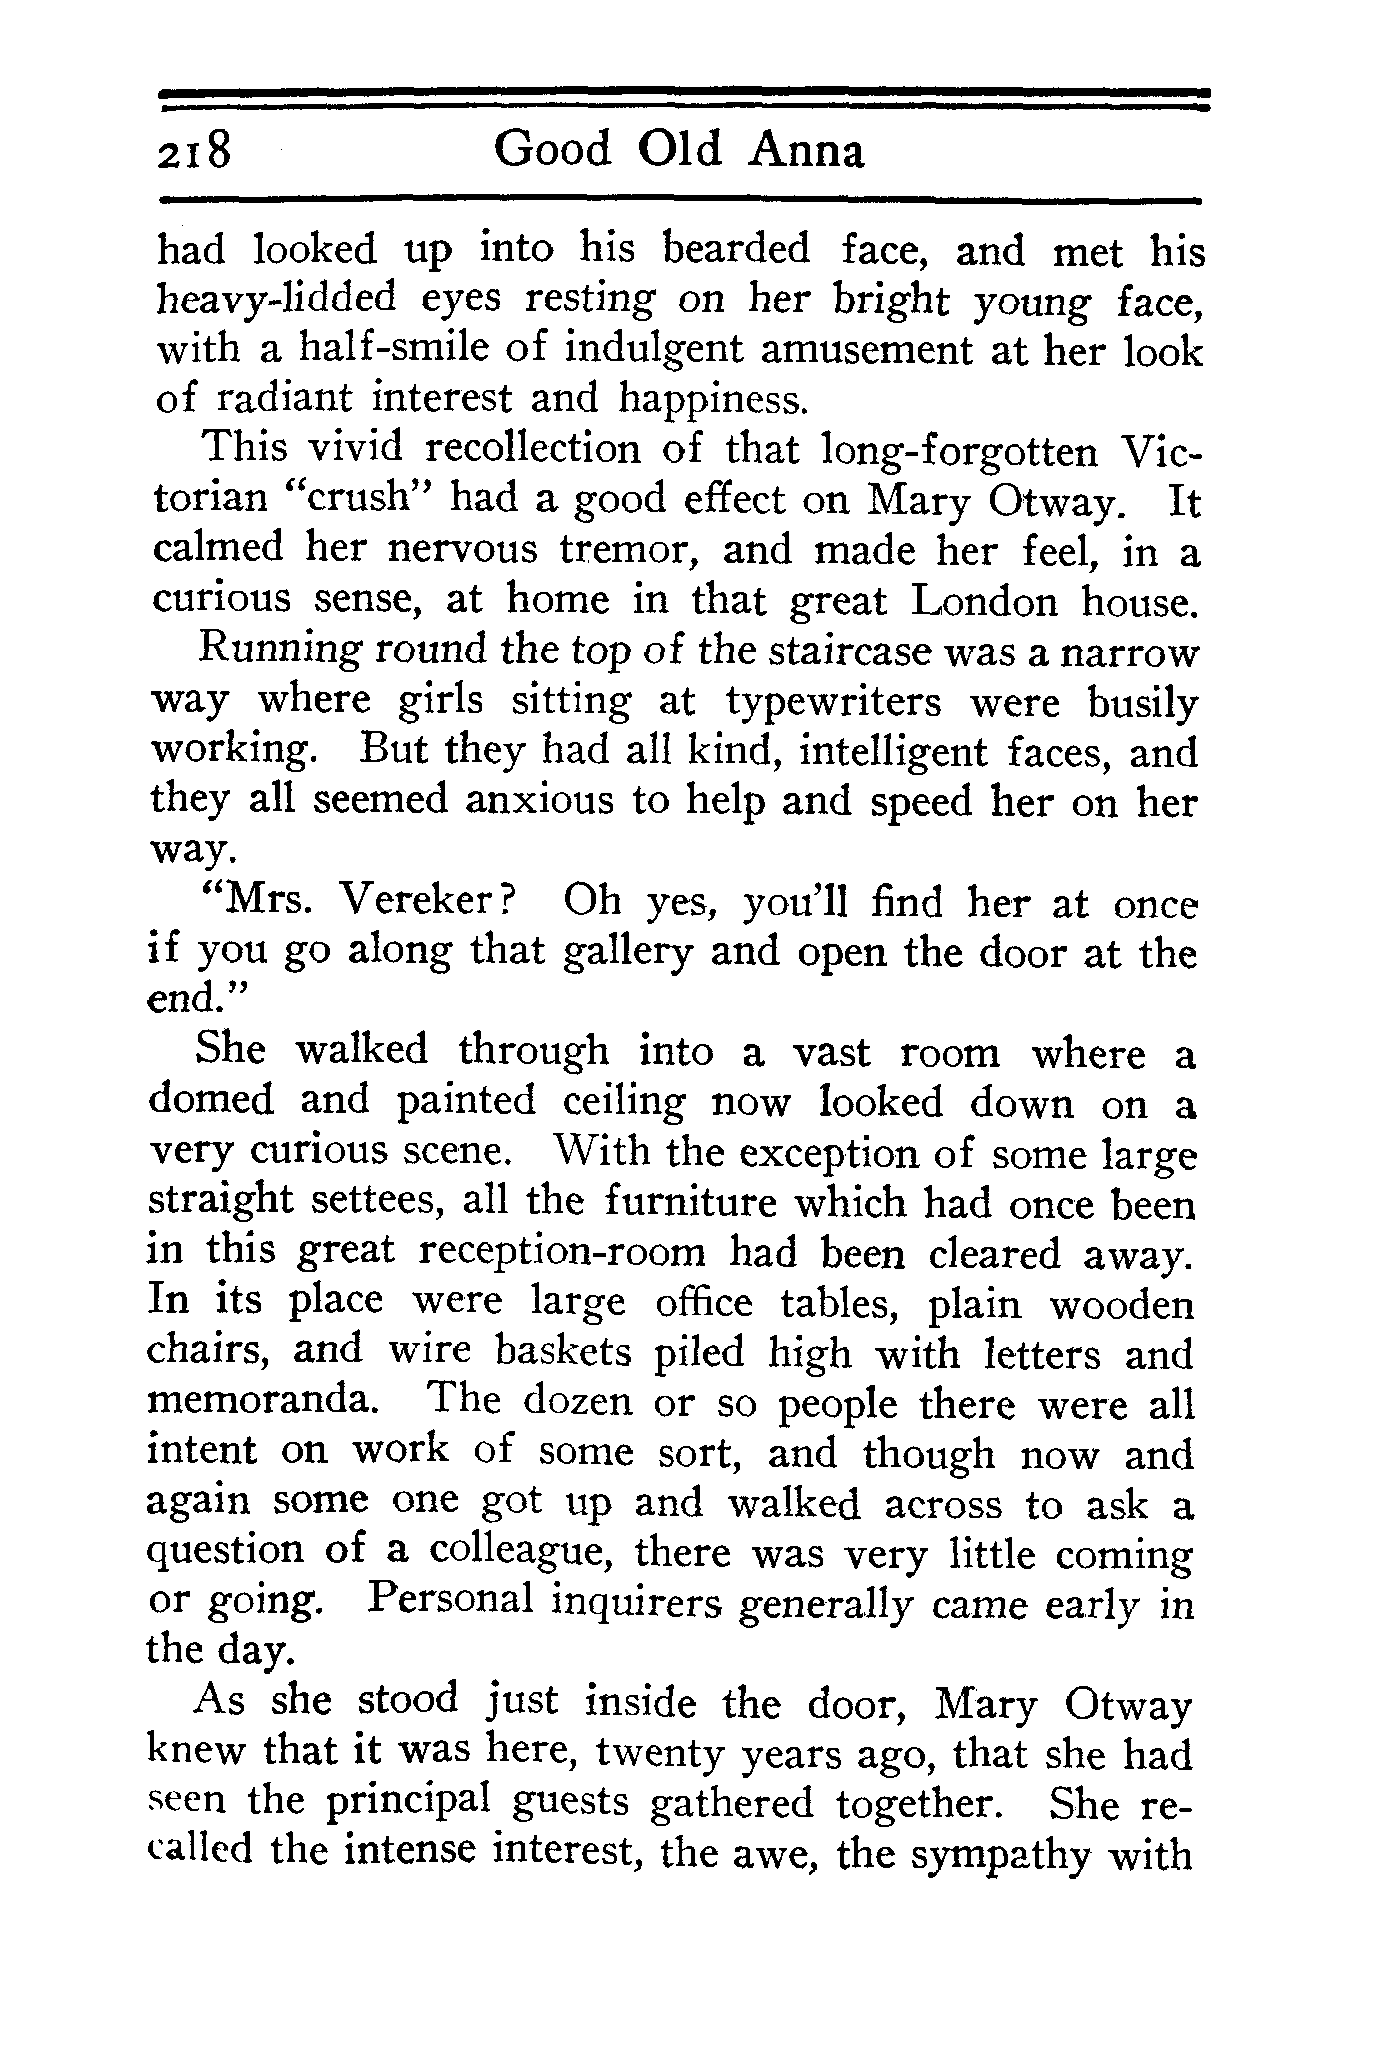 218 Good Old Anna
had looked up into his bearded face, and met his
heavy-lidded eyes resting on her bright young face,
with a half-smile of indulgent amusement at her look
of radiant interest and happiness.
This vivid recollection of that long-forgotten Vic-
torian “crush” had a good effect on Mary Otway. It
calmed her nervous tremor, and made her feel, in a
curious sense, at home in that great London house.
Running round the top of the staircase was a narrow
way where girls sitting at typewriters were busily
working. But they had all kind, intelligent faces, and
they all seemed anxious to help and speed her on her
way.
“Mrs. Vereker? Oh yes, you’ll find her at once
if you go along that gallery and open the door at the
end.”
She walked through into a vast room where a
domed and painted ceiling now looked down on a
very curious scene. With the exception of some large
straight settees, all the furniture which had once been
in this great reception-room had been cleared away.
In its place were large office tables, plain wooden
chairs, and wire baskets piled high with letters and
memoranda. The dozen or so people there were all
intent on work of some sort, and though now and
again some one got up and walked across to ask a
question of a colleague, there was very little coming
or going. Personal inquirers generally came early in
the day.
As she stood just inside the door, Mary Otway
knew that it was here, twenty years ago, that she had
seen the principal guests gathered together. She re-
called the intense interest, the awe, the sympathy with